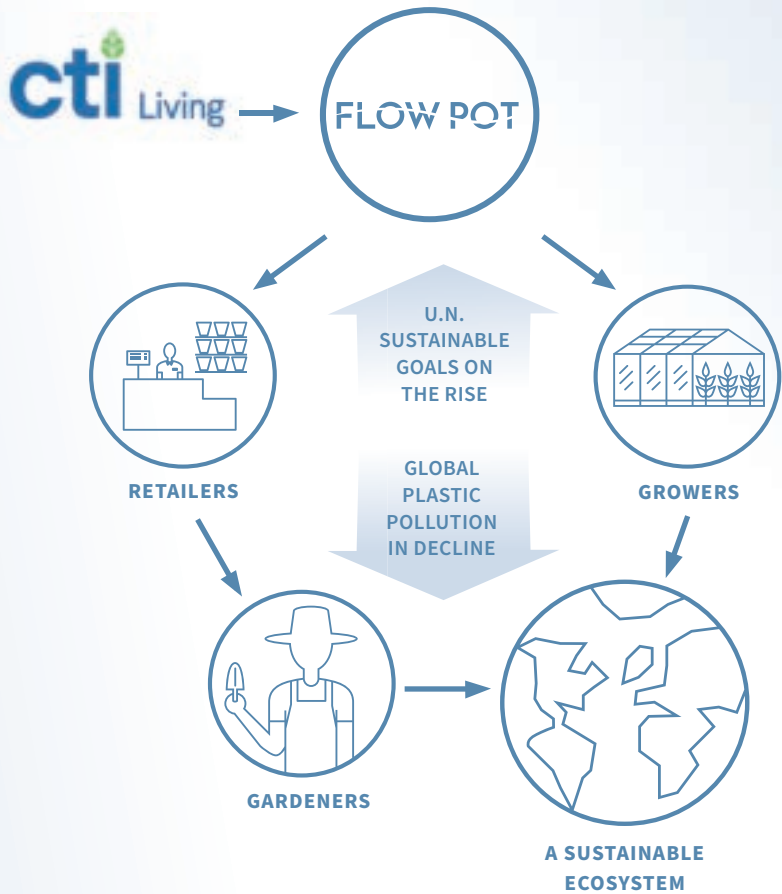 cti Living
FLOW POT
U.N.
SUSTAINABLE
GOALS ON
THE RISE
RETAILERS
GROWERS
GLOBAL
PLASTIC
POLLUTION
IN DECLINE
GARDENERS
A SUSTAINABLE
ECOSYSTEM